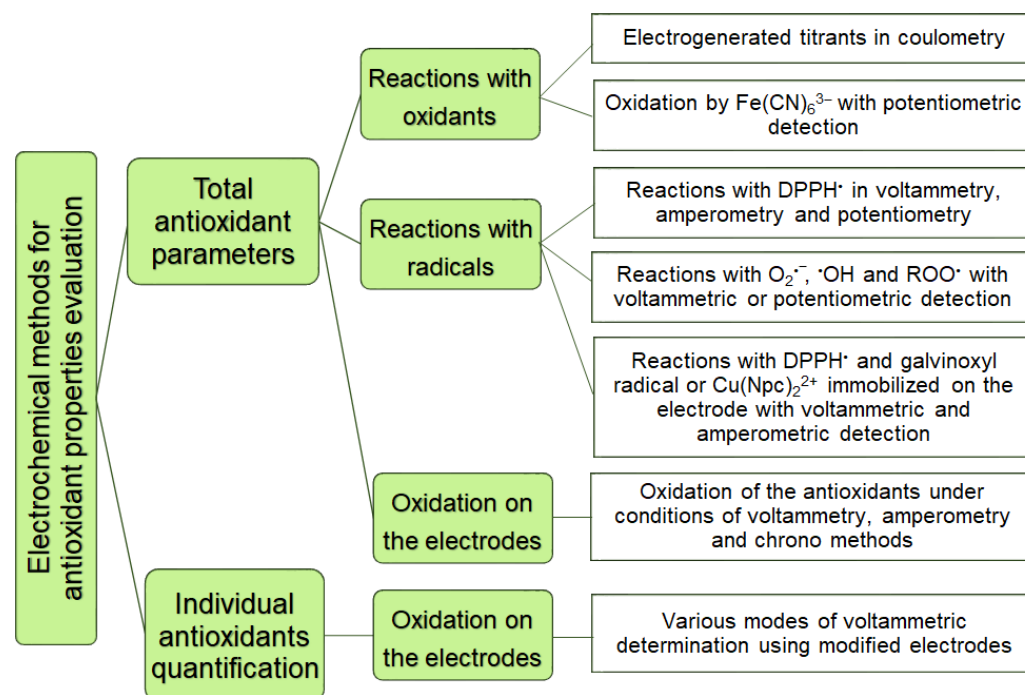 Electrochemical methods for
antioxidant properties evaluation
Total
antioxidant
parameters
Individual
antioxidants
quantification
Reactions with
oxidants
Reactions with
radicals
Oxidation on
the electrodes
Oxidation on
the electrodes
Electrogenerated titrants in coulometry
Oxidation by Fe(CN)₆³⁻ with potentiometric
detection
Reactions with DPPH• in voltammetry,
amperometry and potentiometry
Reactions with O₂•⁻, •OH and ROO• with
voltammetric or potentiometric detection
Reactions with DPPH• and galvinoxyl
radical or Cu(Npc)₂²⁺ immobilized on the
electrode with voltammetric and
amperometric detection
Oxidation of the antioxidants under
conditions of voltammetry, amperometry
and chrono methods
Various modes of voltammetric
determination using modified electrodes